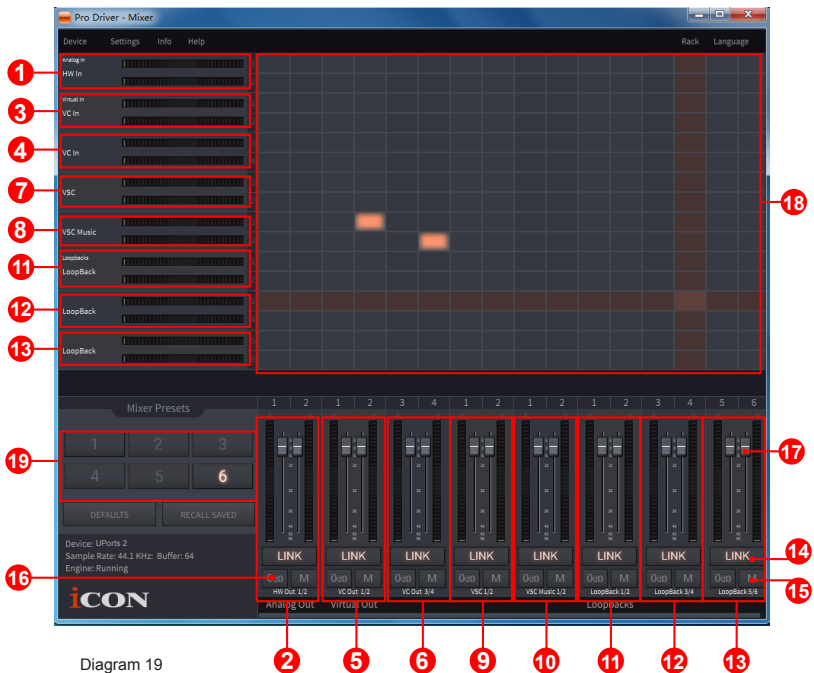 Pro Driver - Mixer
Device Settings Info Help Rack Language
Analog In
1 HW In
Virtual In
3 VC In
4 VC In
7 VSC
18
8 VSC Music
Loopbacks
11 LoopBack
12 LoopBack
13 LoopBack
Mixer Presets
1 2 1 2 3 4 1 2 1 2 1 2 3 4 5 6
1 2 3
19
17
4 5 6
DEFAULTS RECALL SAVED
Device: UPorts 2
Sample Rate: 44.1 KHz: Buffer: 64
Engine: Running
LINK LINK LINK LINK LINK LINK LINK LINK 14
16 0dB M 0dB M 0dB M 0dB M 0dB M 0dB M 0dB M 0dB M 15
HW Out 1/2 VC Out 1/2 VC Out 3/4 VSC 1/2 VSC Music 1/2 LoopBack 1/2 LoopBack 3/4 LoopBack 5/6
iCON
Analog Out Virtual Out Loopbacks
Diagram 19
2 5 6 9 10 11 12 13